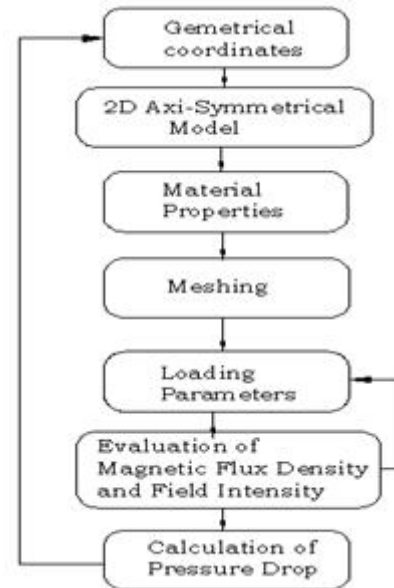 Gemetrical
coordinates
2D Axi-Symmetrical
Model
Material
Properties
Meshing
Loading
Parameters
Evaluation of
Magnetic Flux Density
and Field Intensity
Calculation of
Pressure Drop